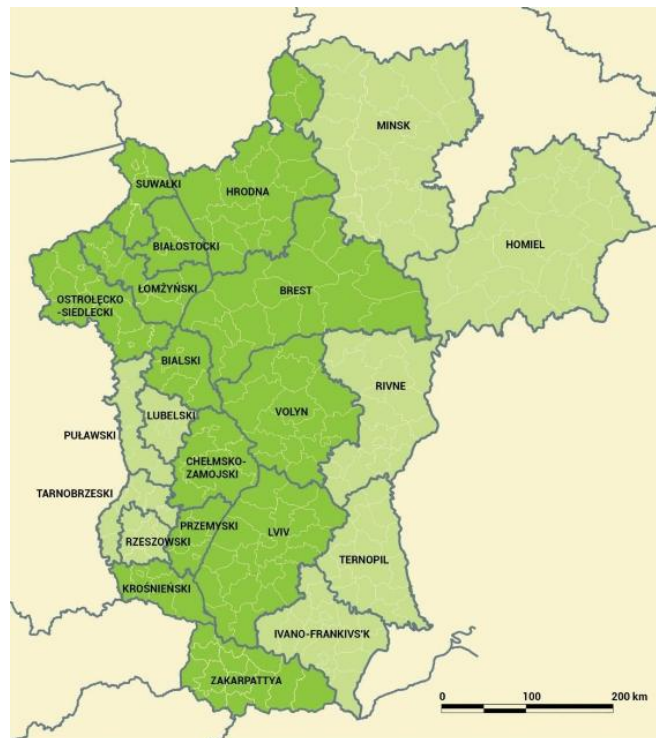 MINSK
SUWAŁKI
HRODNA
BIAŁOSTOCKI
HOMIEL
ŁOMŻYŃSKI
BREST
OSTROŁĘCKO
-SIEDLECKI
BIALSKI
RIVNE
VOLYN
LUBELSKI
PUŁAWSKI
CHEŁMSKO-
ZAMOJSKI
TARNOBRZESKI
PRZEMYSKI
LVIV
RZESZOWSKI
TERNOPIL
KROŚNIEŃSKI
IVANO-FRANKIVS'K
ZAKARPATTYA
0 100 200 km